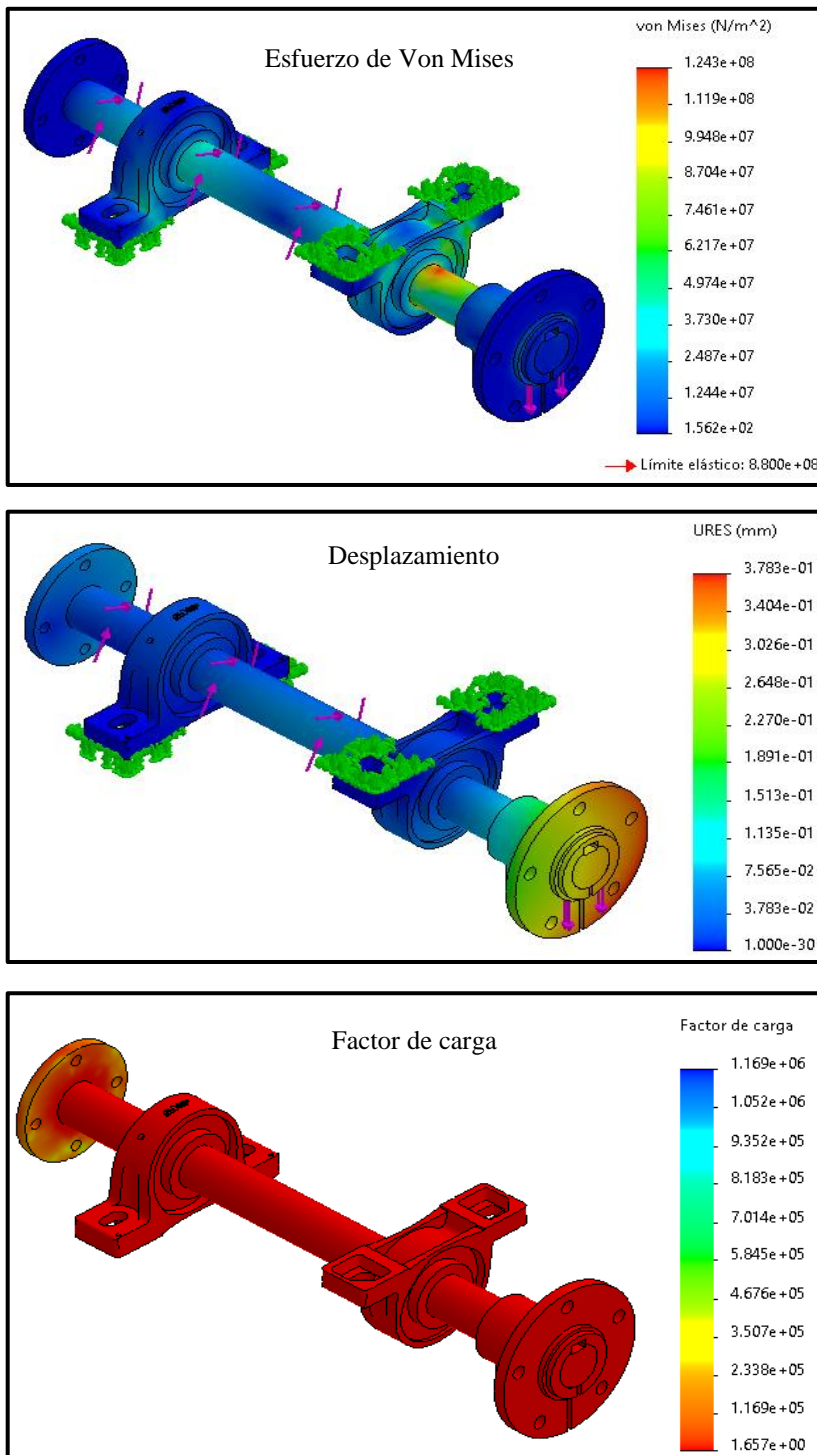 Esfuerzo de Von Mises
von Mises (N/m^2)
1.243e+08
1.119e+08
9.948e+07
8.704e+07
7.461e+07
6.217e+07
4.974e+07
3.730e+07
2.487e+07
1.244e+07
1.562e+02
Límite elástico: 8.800e+08
Desplazamiento
URES (mm)
3.783e-01
3.404e-01
3.026e-01
2.648e-01
2.270e-01
1.891e-01
1.513e-01
1.135e-01
7.565e-02
3.783e-02
1.000e-30
Factor de carga
Factor de carga
1.169e+06
1.052e+06
9.352e+05
8.183e+05
7.014e+05
5.845e+05
4.676e+05
3.507e+05
2.338e+05
1.169e+05
1.657e+00